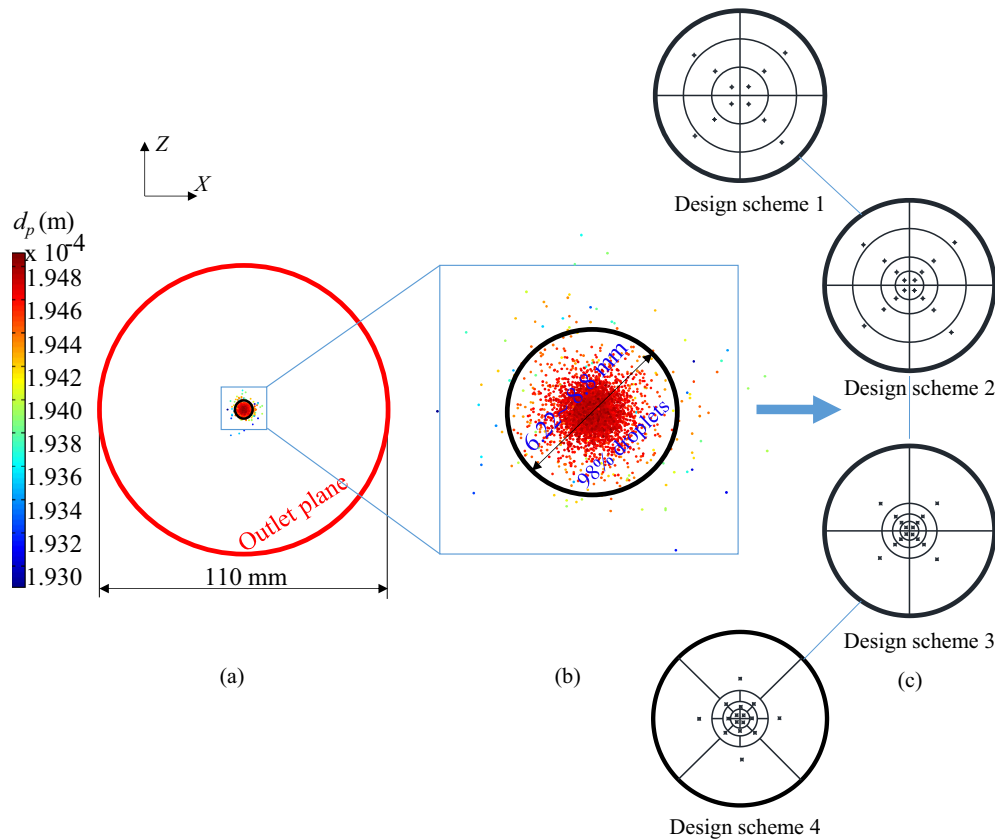 Z
X
d_p (m)
x 10^-4
1.948
1.946
1.944
1.942
1.940
1.938
1.936
1.934
1.932
1.930
Outlet plane
110 mm
(a)
6.22~8.8 mm
98% droplets
(b)
Design scheme 1
Design scheme 2
Design scheme 3
Design scheme 4
(c)